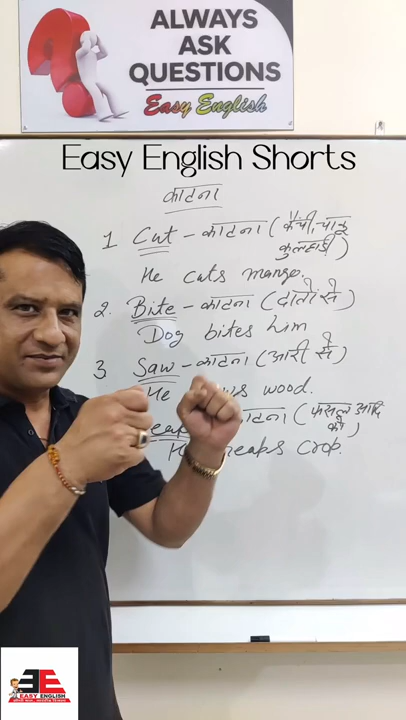 ALWAYS
ASK
QUESTIONS
Easy English
Easy English Shorts
काटना
1 Cut - काटना (कैंची, चाकू
कुल्हाडी)
He cuts mango.
2. Bite - काटना (दांतो से)
Dog bites him
3 Saw - काटना (आरी से)
He wood.
काटना (फसल आदि
को)
reaps crop.
EASY ENGLISH